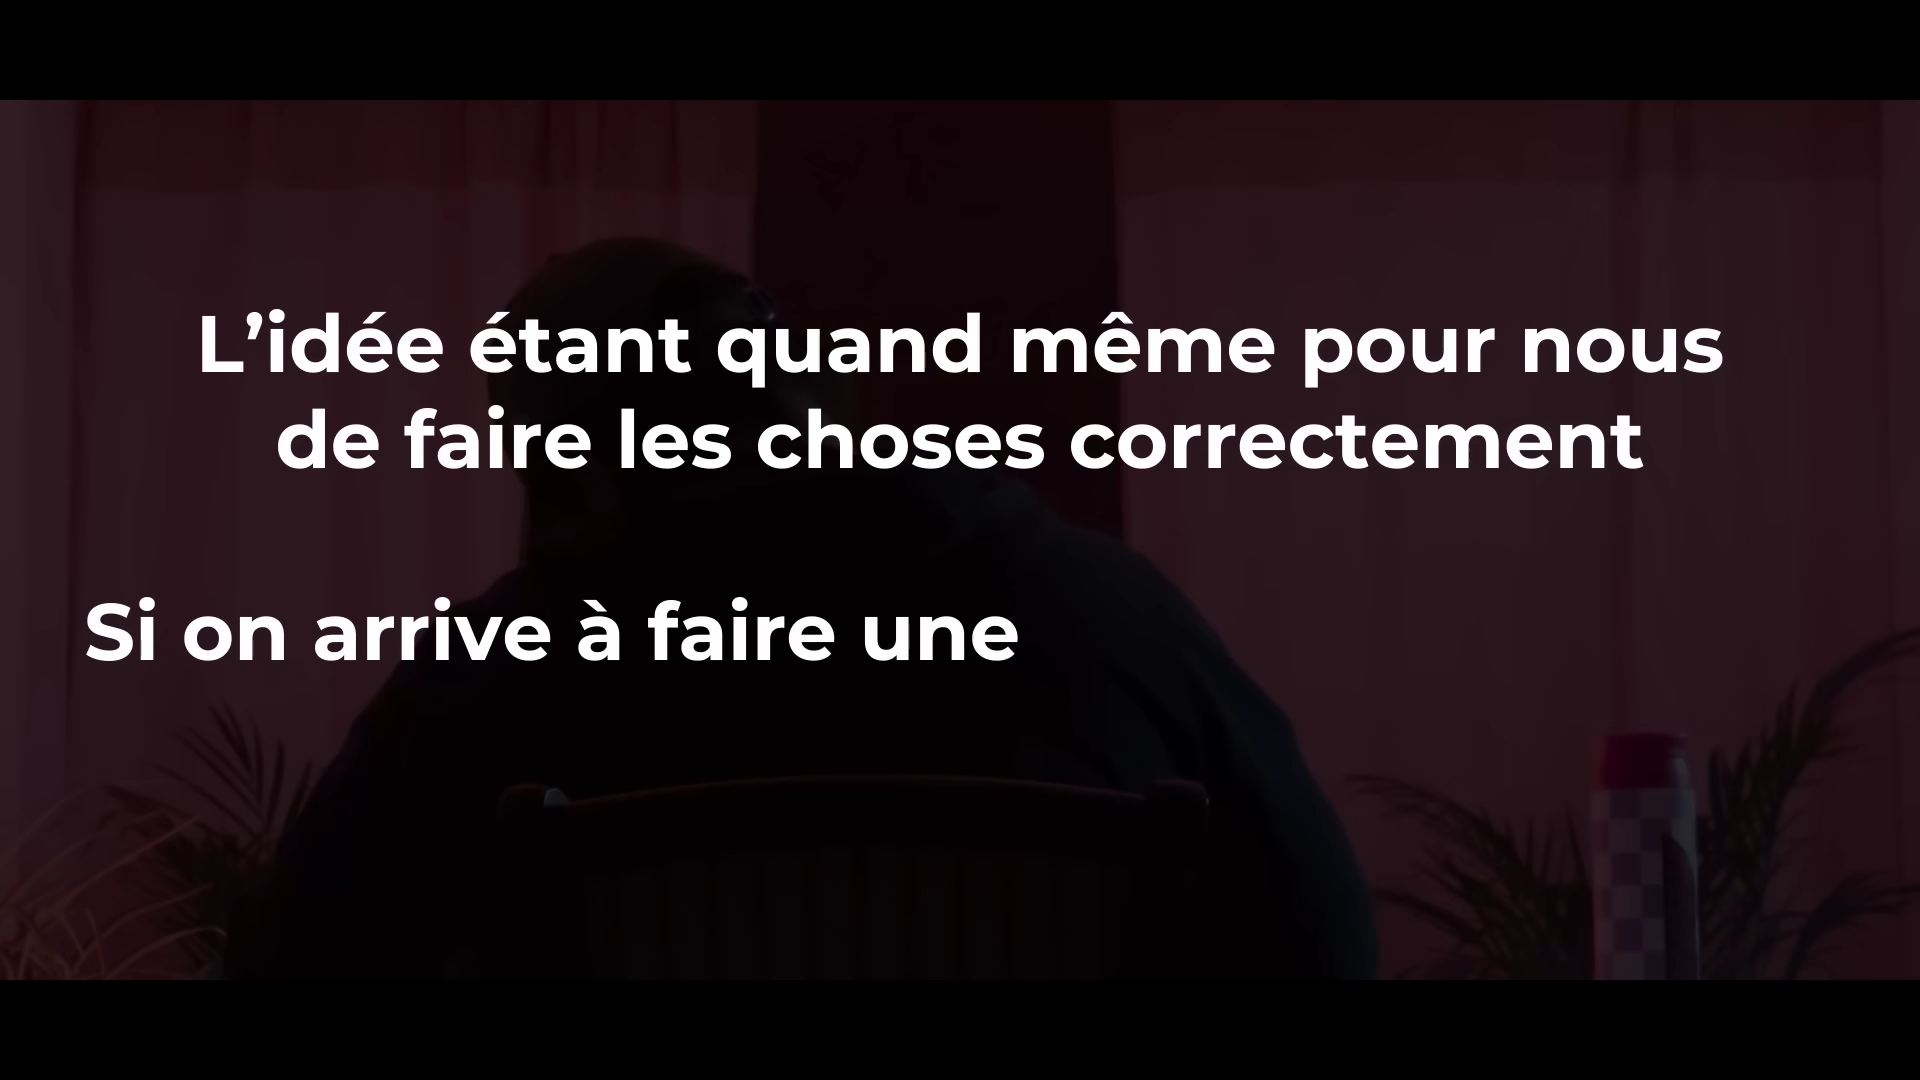 L’idée étant quand même pour nous
de faire les choses correctement
Si on arrive à faire une